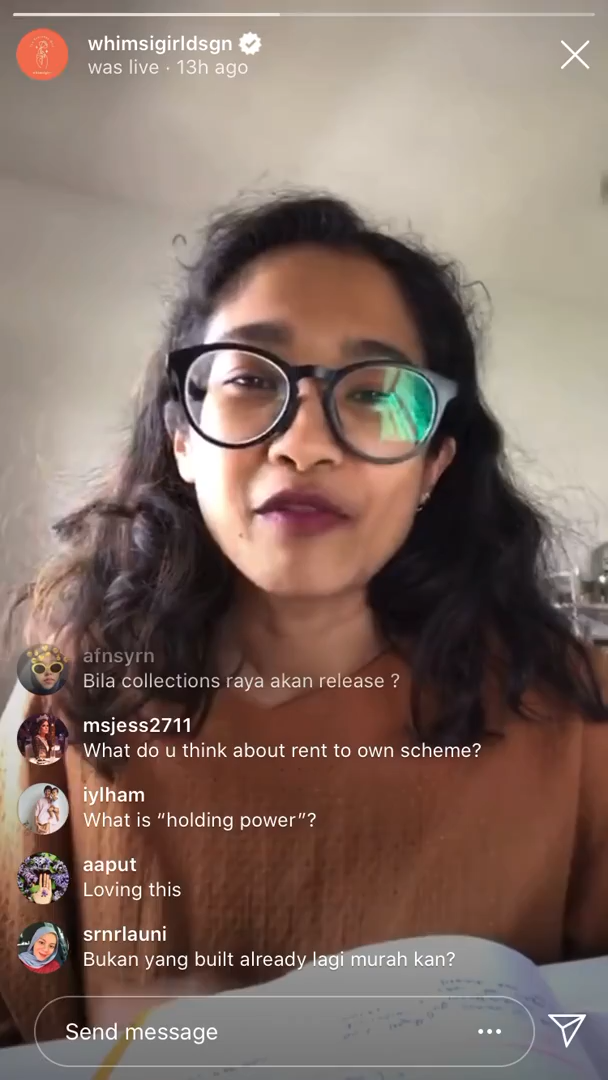 whimsigirldsgn
was live · 13h ago
afnsyrn
Bila collections raya akan release ?
msjess2711
What do u think about rent to own scheme?
iylham
What is “holding power”?
aaput
Loving this
srnrlauni
Bukan yang built already lagi murah kan?
Send message